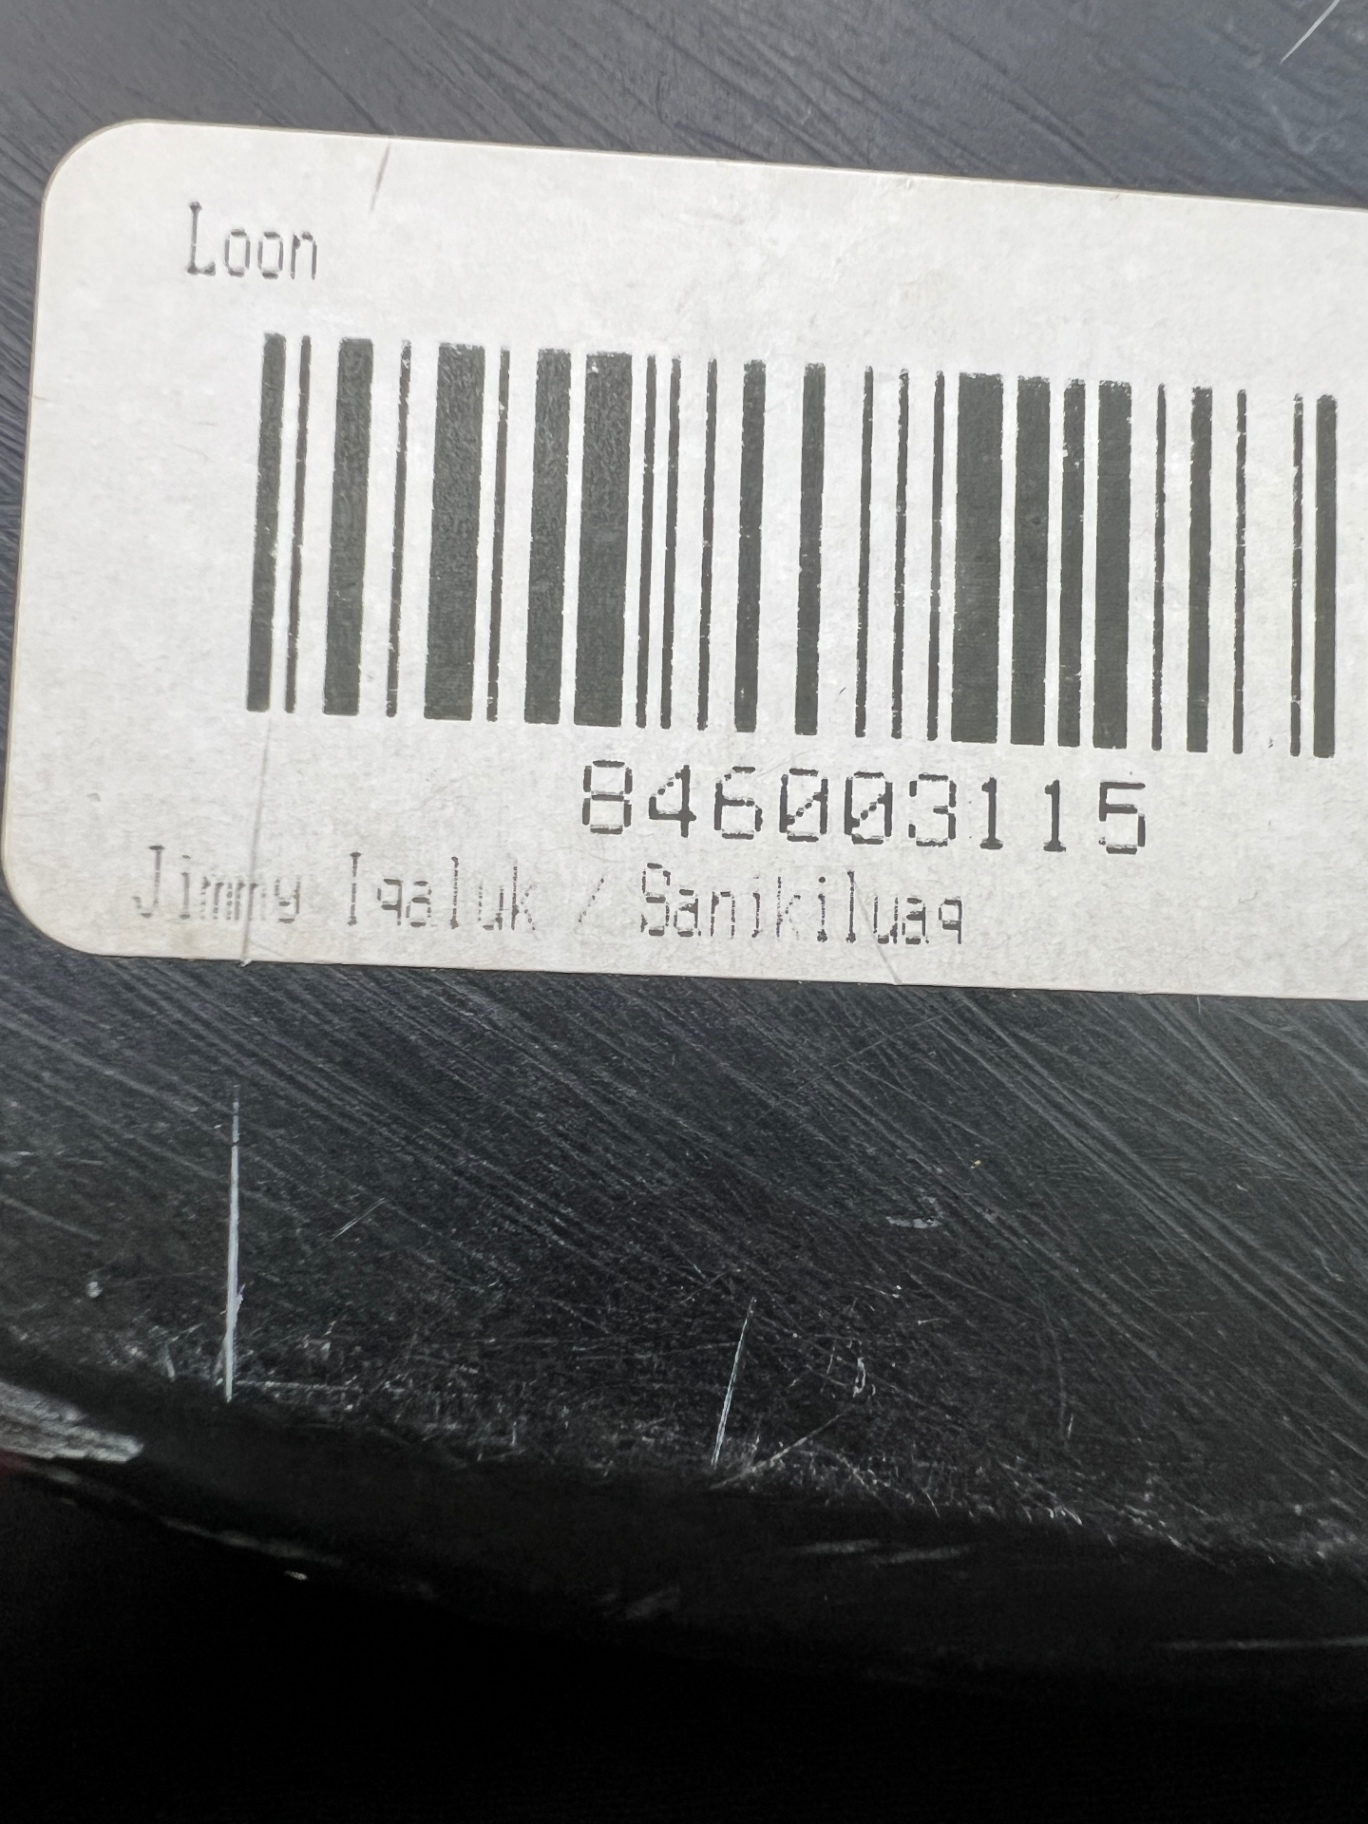 Loon
846003115
Jimmy Iqaluk / Sanikiluaq